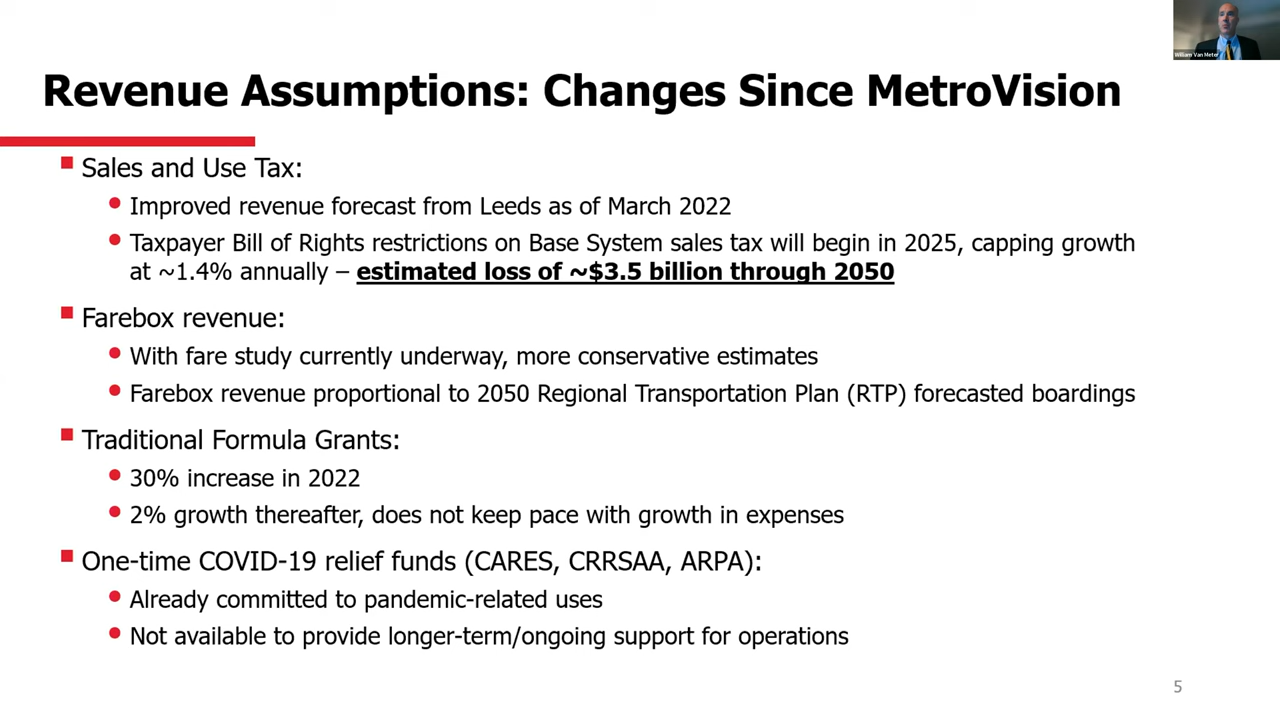 William Van Meter
Revenue Assumptions: Changes Since MetroVision
Sales and Use Tax:
Improved revenue forecast from Leeds as of March 2022
Taxpayer Bill of Rights restrictions on Base System sales tax will begin in 2025, capping growth
at ~1.4% annually – estimated loss of ~$3.5 billion through 2050
Farebox revenue:
With fare study currently underway, more conservative estimates
Farebox revenue proportional to 2050 Regional Transportation Plan (RTP) forecasted boardings
Traditional Formula Grants:
30% increase in 2022
2% growth thereafter, does not keep pace with growth in expenses
One-time COVID-19 relief funds (CARES, CRRSAA, ARPA):
Already committed to pandemic-related uses
Not available to provide longer-term/ongoing support for operations
5